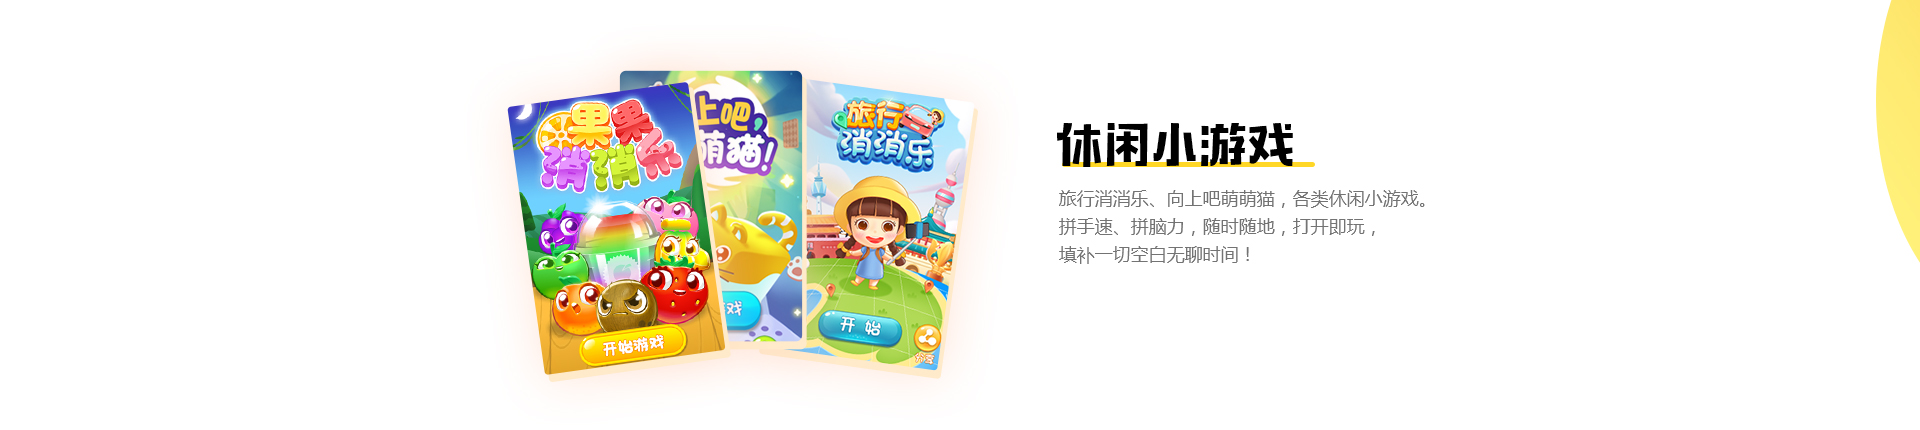 果果
消消乐
开始游戏
上吧,
萌猫!
戏
旅行
消消乐
开始
休闲小游戏
旅行消消乐、向上吧萌萌猫，各类休闲小游戏。
拼手速、拼脑力，随时随地，打开即玩，
填补一切空白无聊时间！